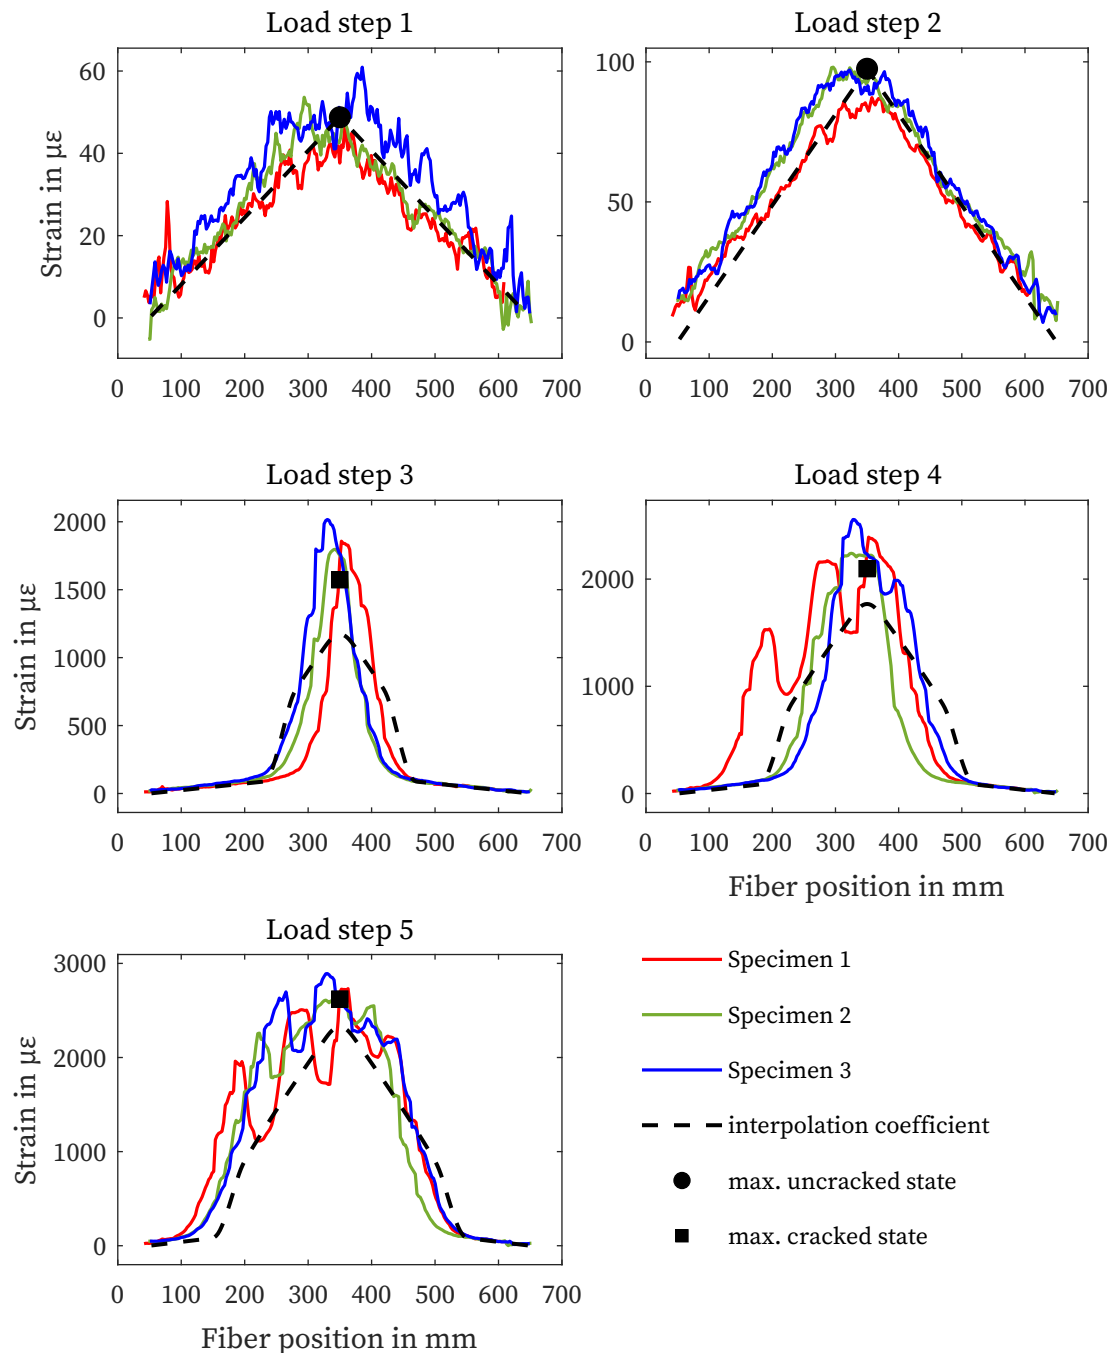 Load step 1
Load step 2
Strain in µε
60
40
20
0
0 100 200 300 400 500 600 700
100
50
0
0 100 200 300 400 500 600 700
Load step 3
Load step 4
Strain in µε
2000
1500
1000
500
0
0 100 200 300 400 500 600 700
2000
1000
0
0 100 200 300 400 500 600 700
Fiber position in mm
Load step 5
Strain in µε
3000
2000
1000
0
0 100 200 300 400 500 600 700
Fiber position in mm
Specimen 1
Specimen 2
Specimen 3
interpolation coefficient
max. uncracked state
max. cracked state